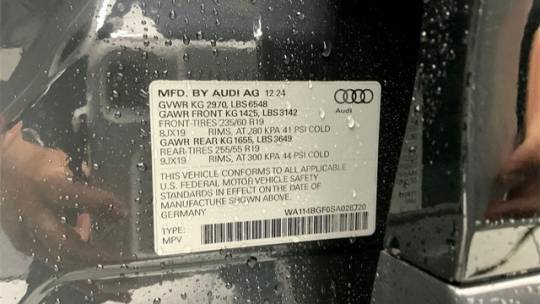 MFD. BY AUDI AG 12 24
GVWR KG 2970, LBS 6548
GAWR FRONT KG 1425, LBS 3142
FRONT-TIRES 235/60 R19
8JX19 RIMS, AT 280 KPA 41 PSI COLD
GAWR REAR KG 1655, LBS 3649
REAR-TIRES 255/55 R19
9JX19 RIMS, AT 300 KPA 44 PSI COLD
THIS VEHICLE CONFORMS TO ALL APPLICABLE
U.S. FEDERAL MOTOR VEHICLE SAFETY
STANDARDS IN EFFECT ON THE DATE OF
MANUFACTURE SHOWN ABOVE.
GERMANY
WA114BGF0SA026720
TYPE:
MPV
Audi